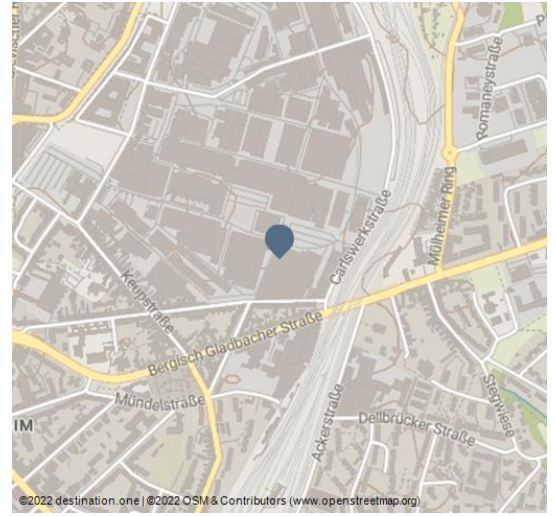 Romaneystraße
Mülheimer Ring
Carlswerkstraße
Keupstraße
Bergisch Gladbacher Straße
Mündelstraße
Stegwiese
Ackerstraße
Dellbrücker Straße
IM
©2022 destination.one | ©2022 OSM & Contributors (www.openstreetmap.org)